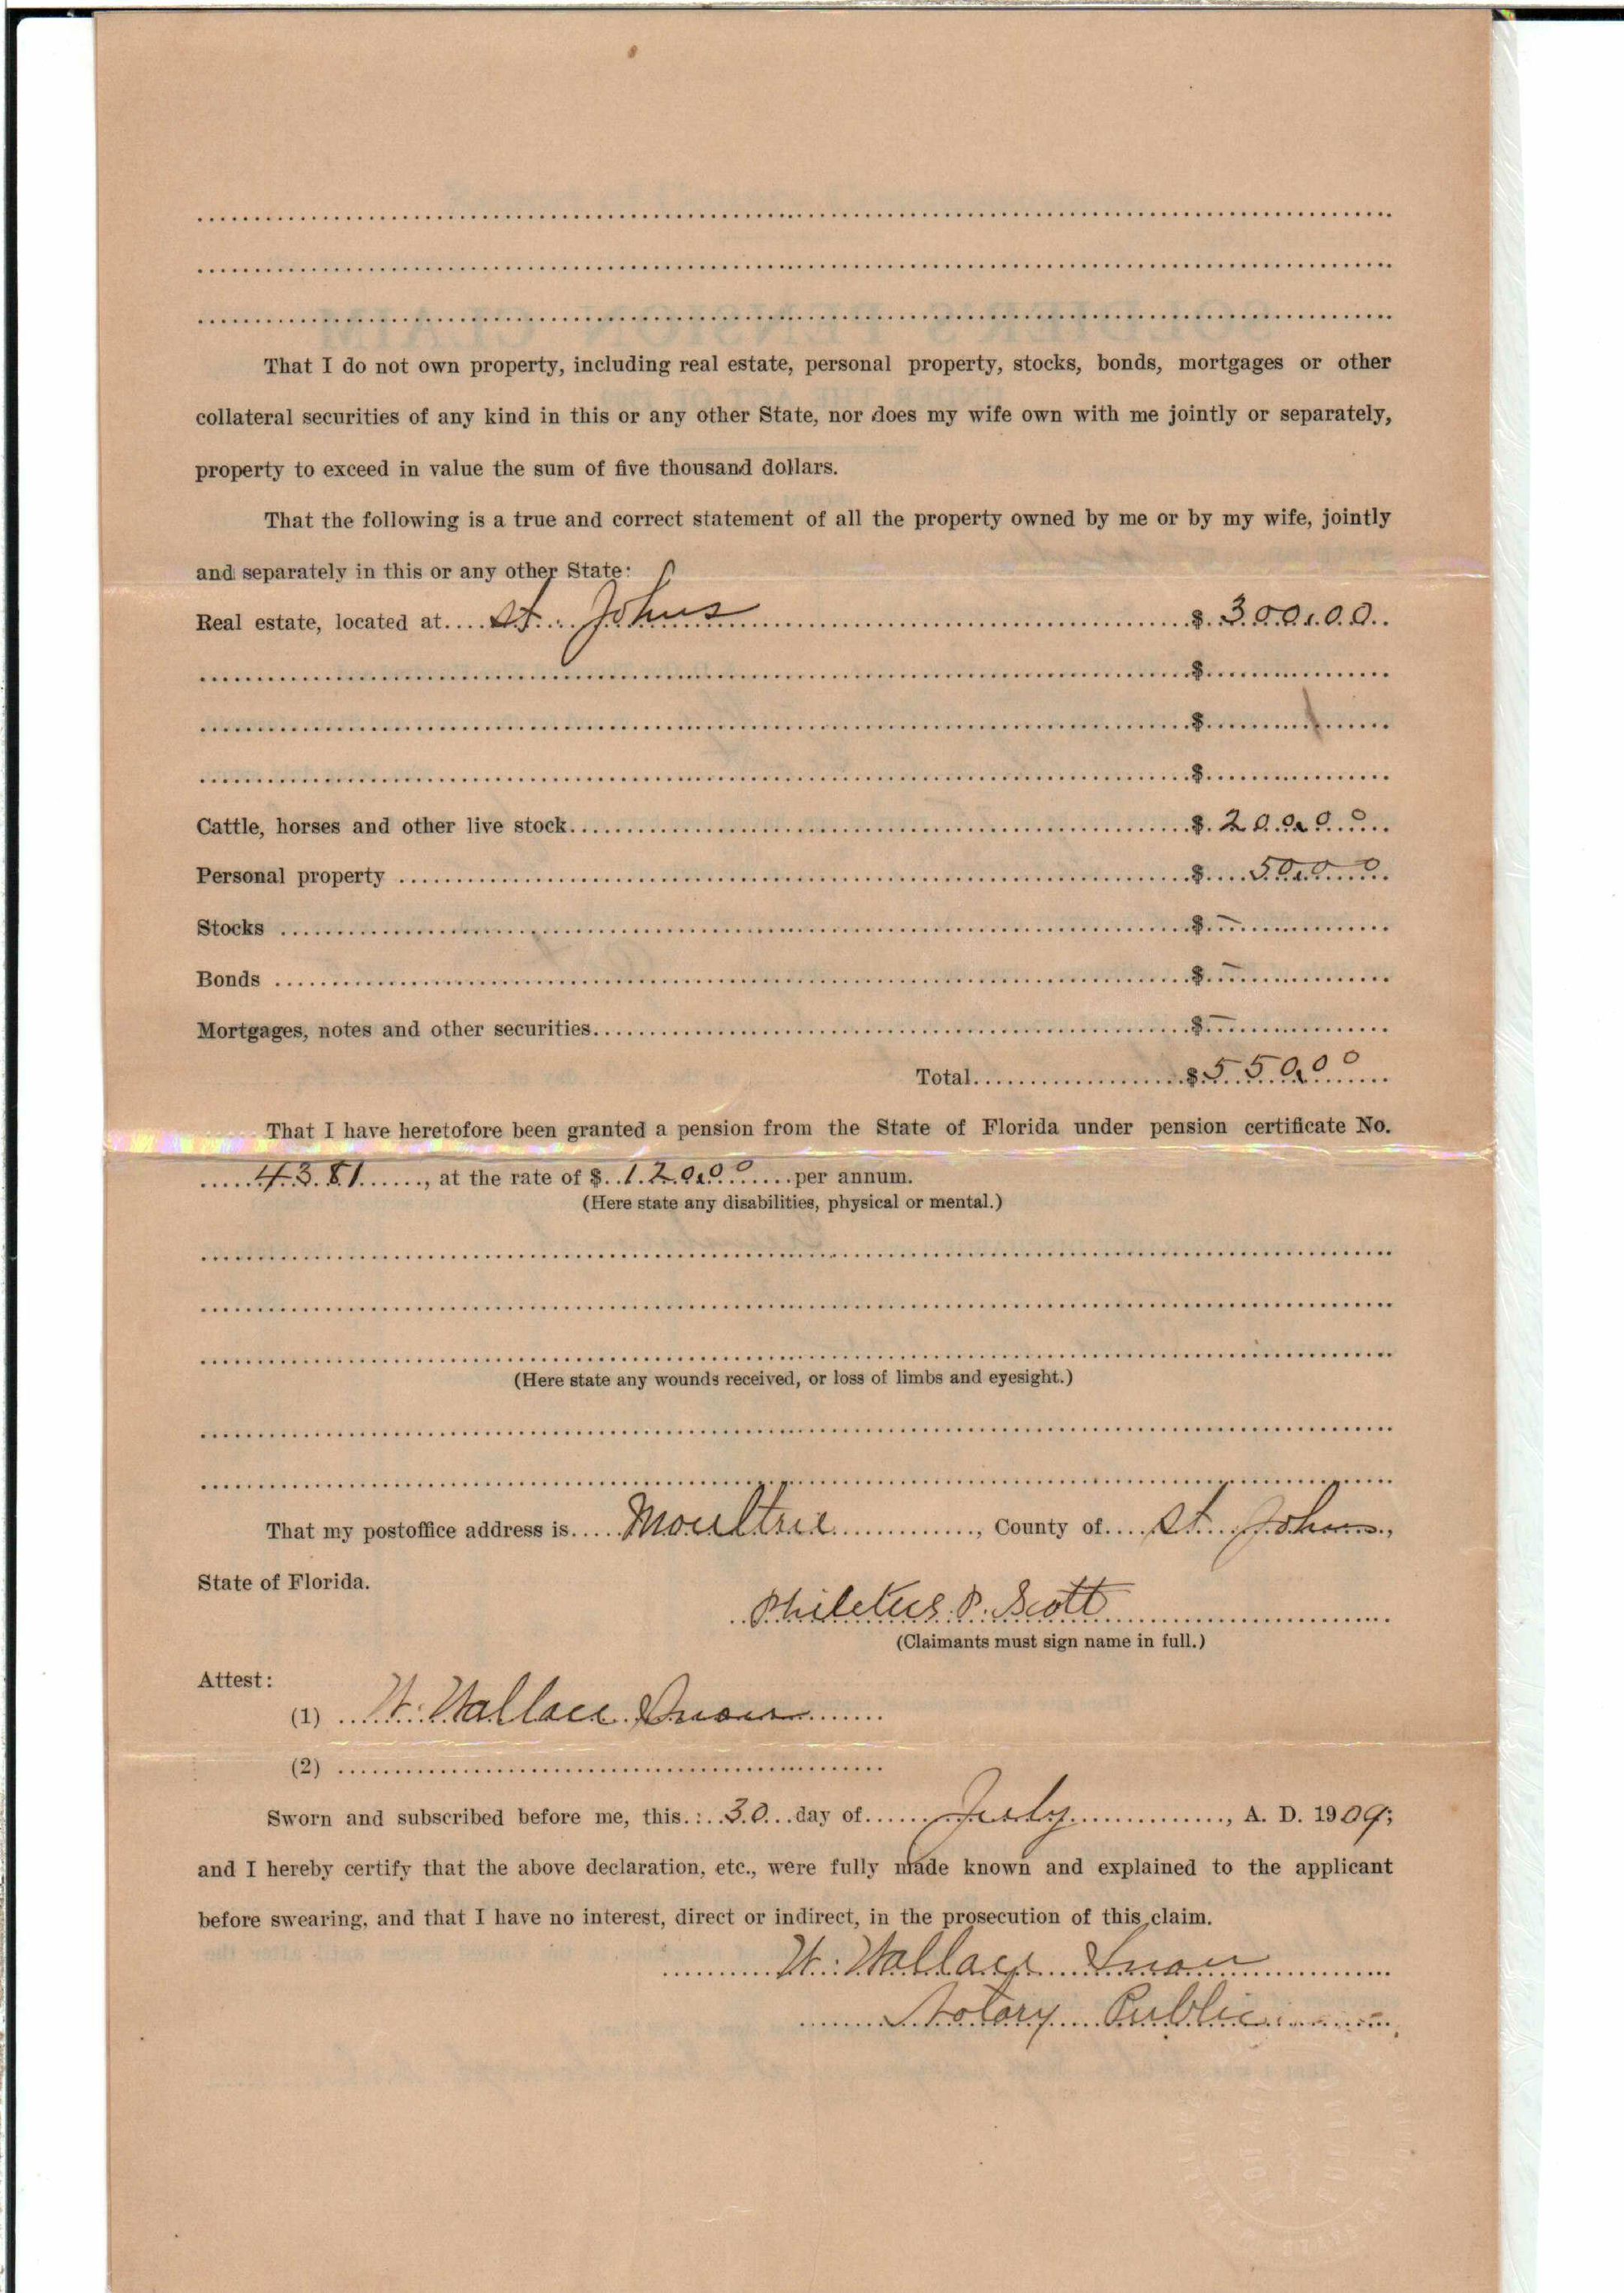 That I do not own property, including real estate, personal property, stocks, bonds, mortgages or other
collateral securities of any kind in this or any other State, nor does my wife own with me jointly or separately,
property to exceed in value the sum of five thousand dollars.
That the following is a true and correct statement of all the property owned by me or by my wife, jointly
and separately in this or any other State:
Real estate, located at St. Johns $ 300.00
$
$
$
Cattle, horses and other live stock $ 200.00
Personal property $ 50.00
Stocks $ —
Bonds $ —
Mortgages, notes and other securities $ —
Total $ 550.00
That I have heretofore been granted a pension from the State of Florida under pension certificate No.
4381, at the rate of $ 120.00 per annum.
(Here state any disabilities, physical or mental.)
(Here state any wounds received, or loss of limbs and eyesight.)
That my postoffice address is Moultrie, County of St. Johns,
State of Florida.
Philetus P. Scott
(Claimants must sign name in full.)
Attest:
(1) W. Wallace Snow
(2)
Sworn and subscribed before me, this 30 day of July, A. D. 1909;
and I hereby certify that the above declaration, etc., were fully made known and explained to the applicant
before swearing, and that I have no interest, direct or indirect, in the prosecution of this claim.
W. Wallace Snow
Notary Public